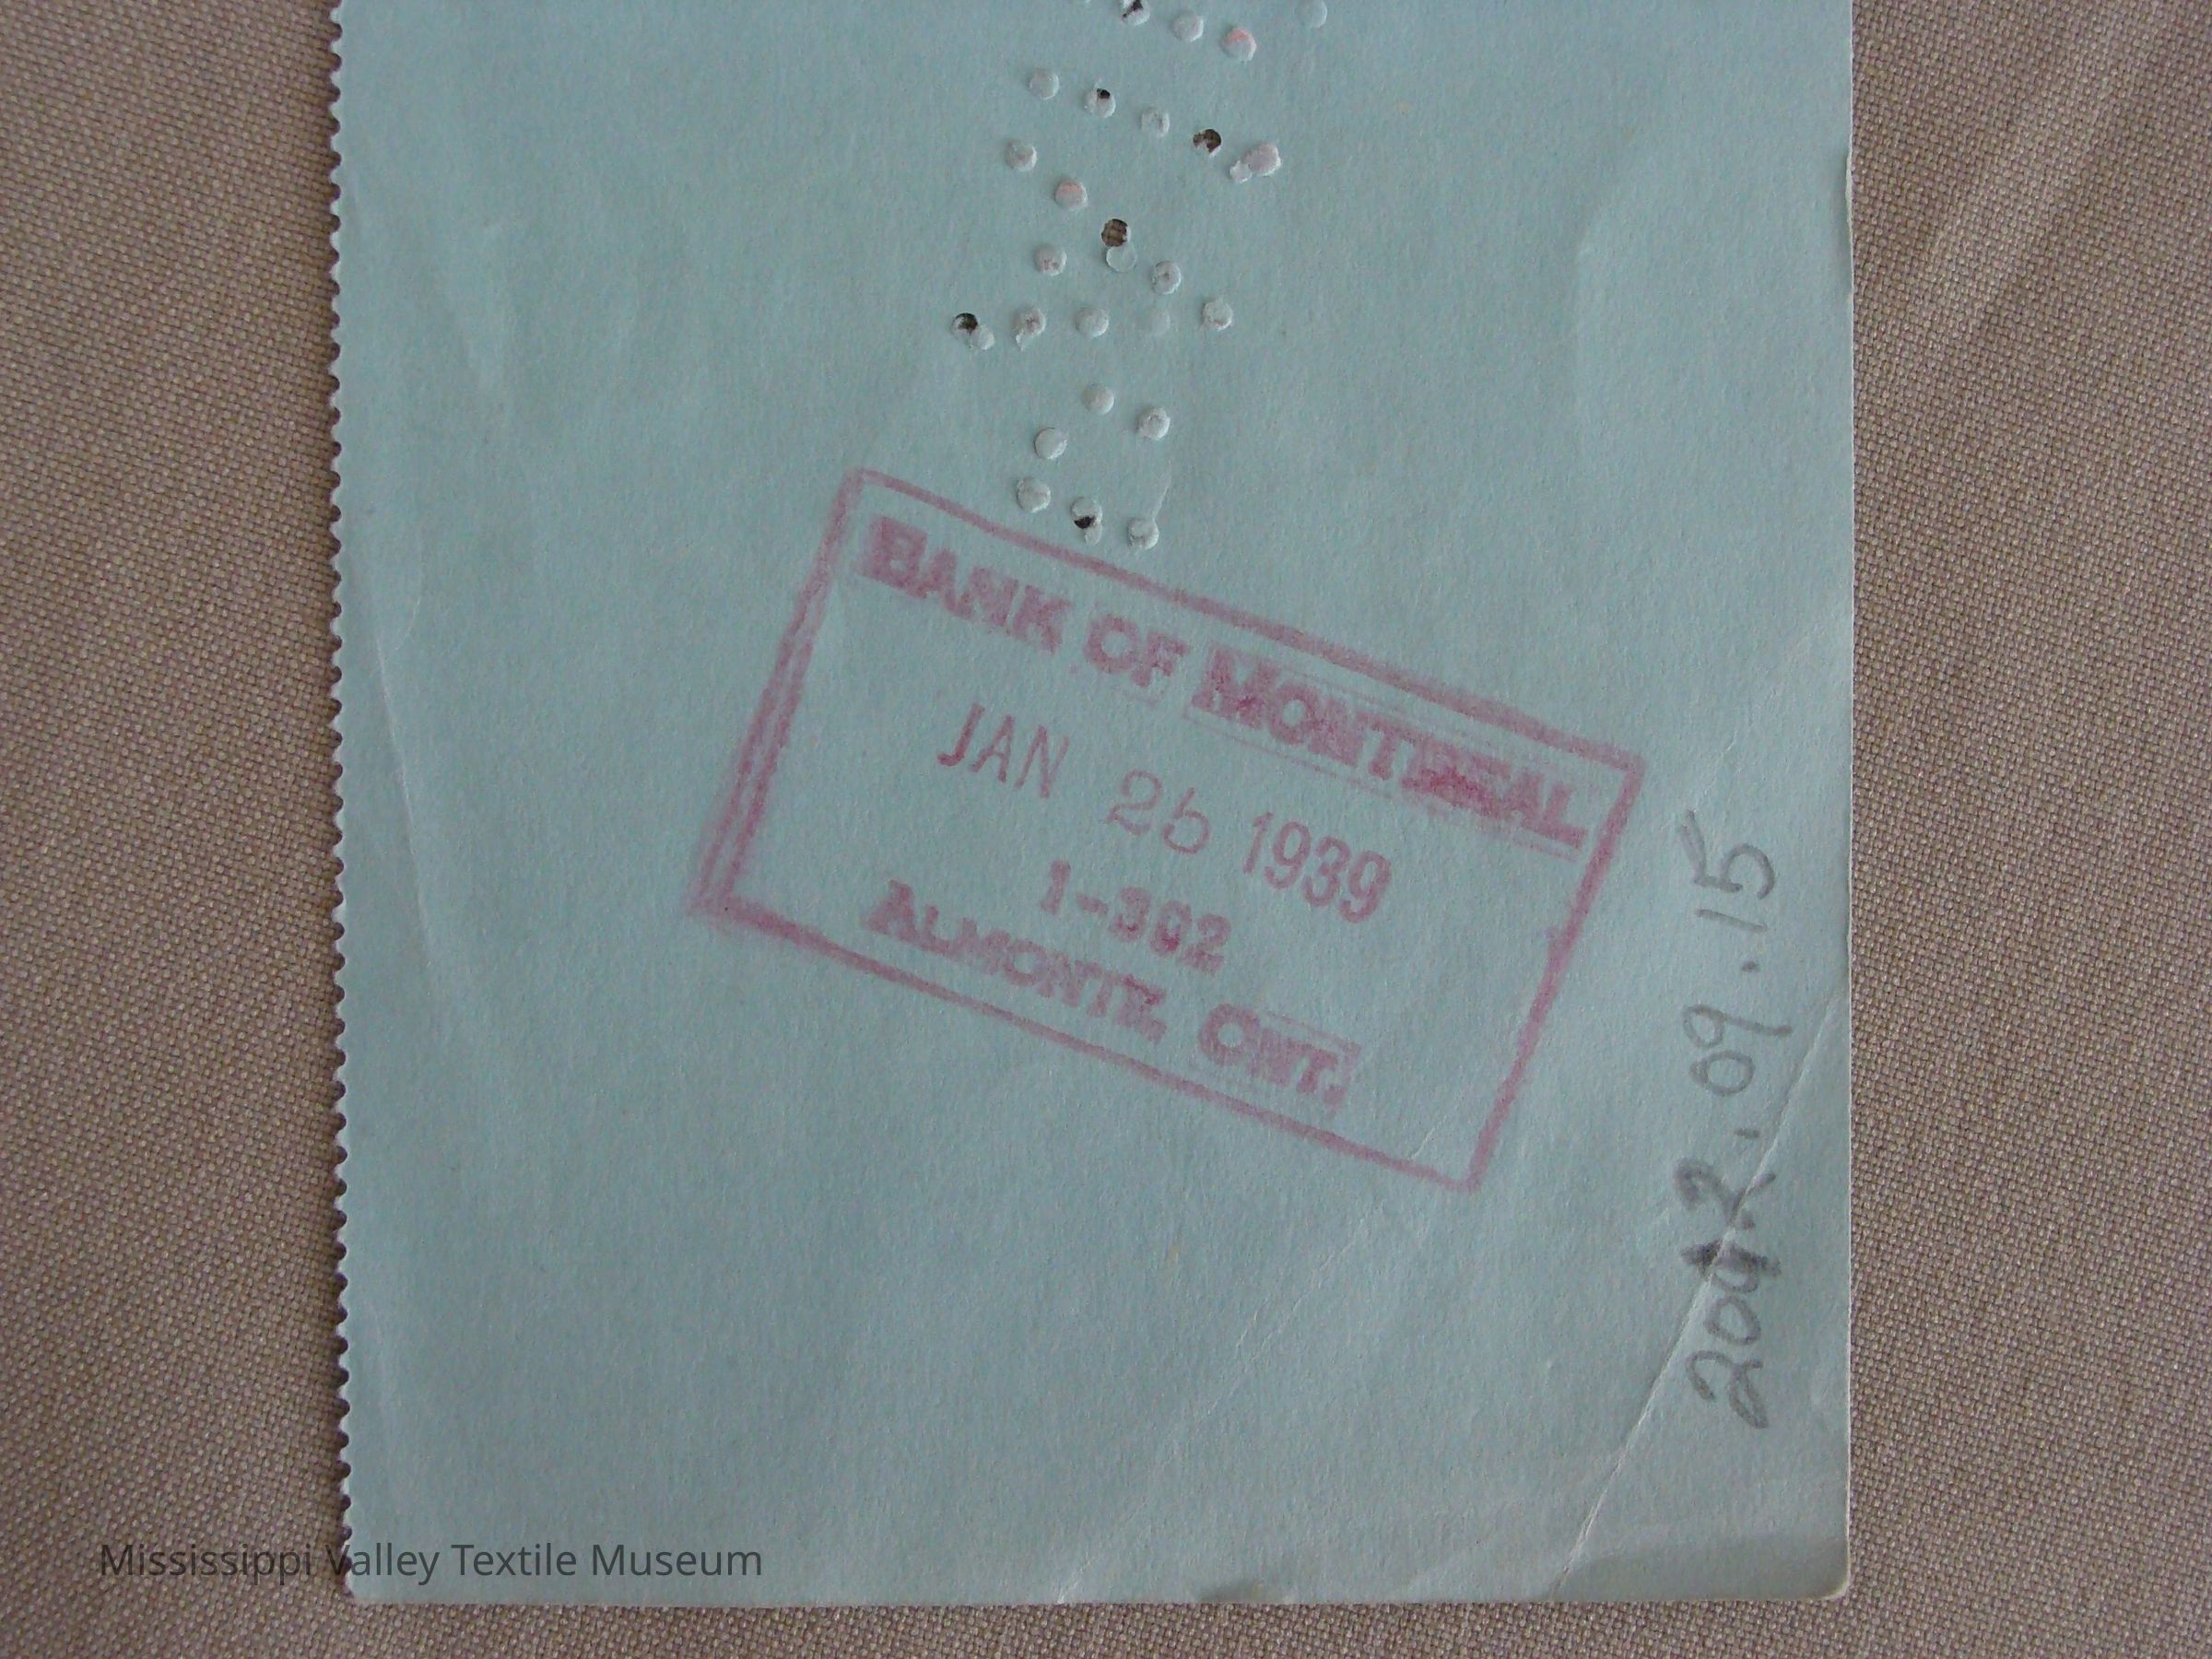 BANK OF MONTREAL
JAN 26 1939
1-302
ALMONTE, ONT.
2012.09.15
Mississippi Valley Textile Museum